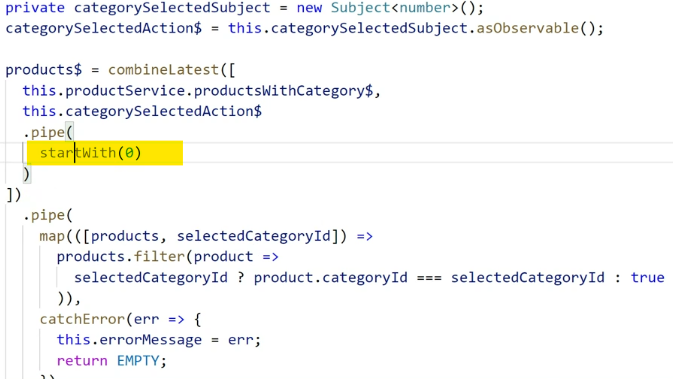 private categorySelectedSubject = new Subject<number>();
categorySelectedAction$ = this.categorySelectedSubject.asObservable();
products$ = combineLatest([
this.productService.productsWithCategory$,
this.categorySelectedAction$
.pipe(
startWith(0)
)
])
.pipe(
map(([products, selectedCategoryId]) =>
products.filter(product =>
selectedCategoryId ? product.categoryId === selectedCategoryId : true
)),
catchError(err => {
this.errorMessage = err;
return EMPTY;
})